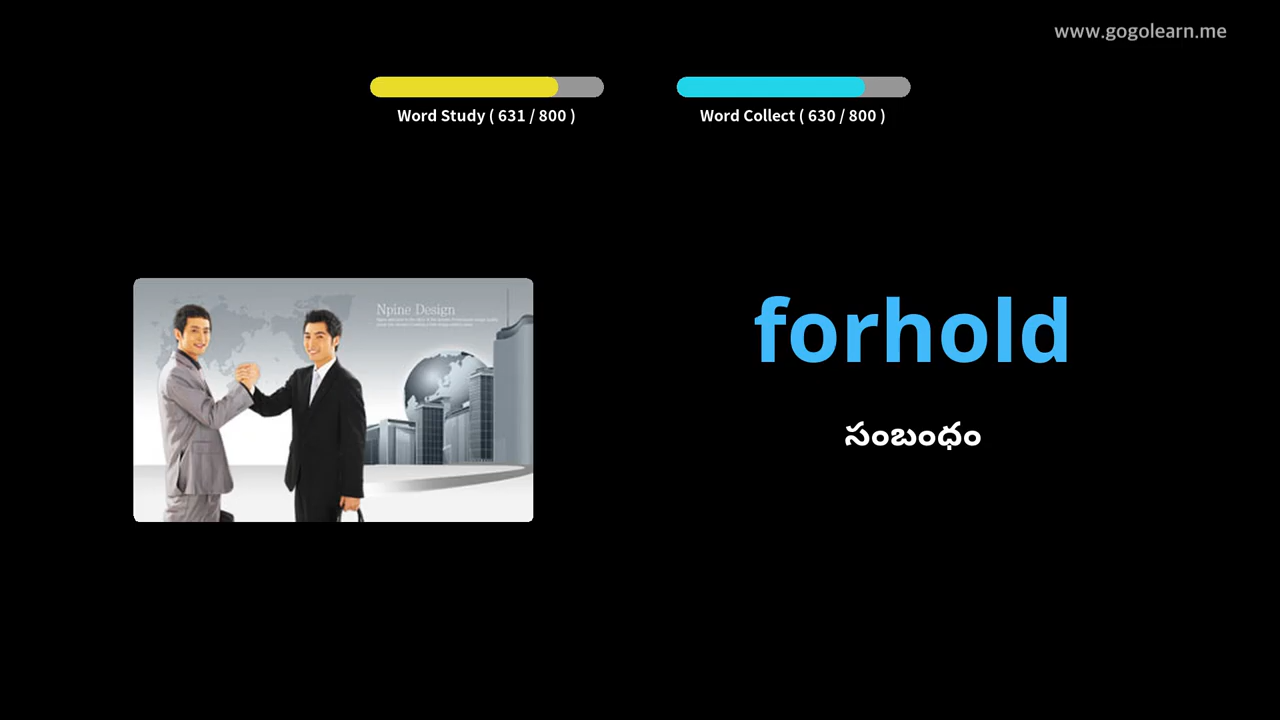 www.gogolearn.me
Word Study ( 631 / 800 )
Word Collect ( 630 / 800 )
Npine Design
forhold
సంబంధం